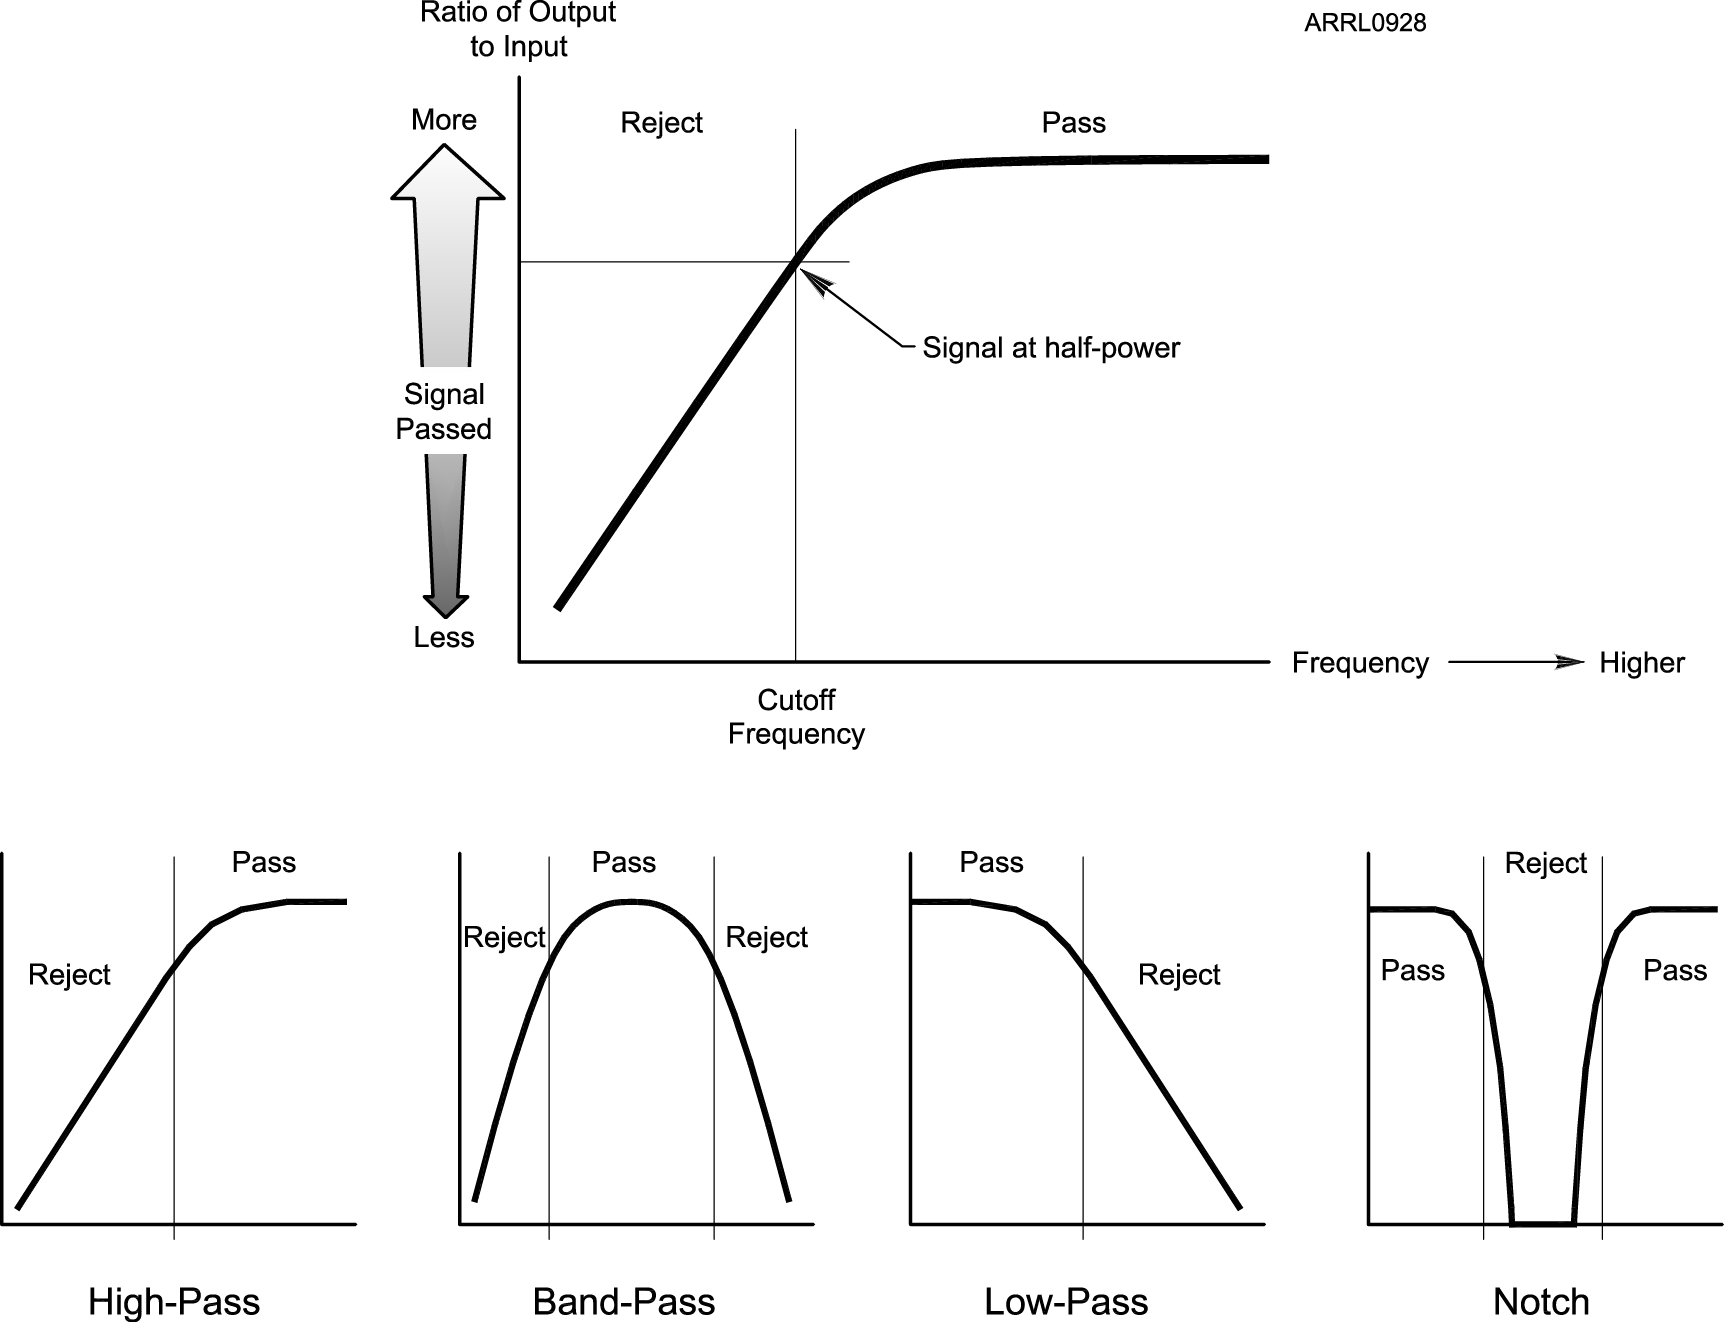 Ratio of Output
to Input
ARRL0928
More
Reject
Pass
Signal at half-power
Signal
Passed
Less
Frequency
Higher
Cutoff
Frequency
Pass
Reject
High-Pass
Pass
Reject
Reject
Band-Pass
Pass
Reject
Low-Pass
Reject
Pass
Pass
Notch